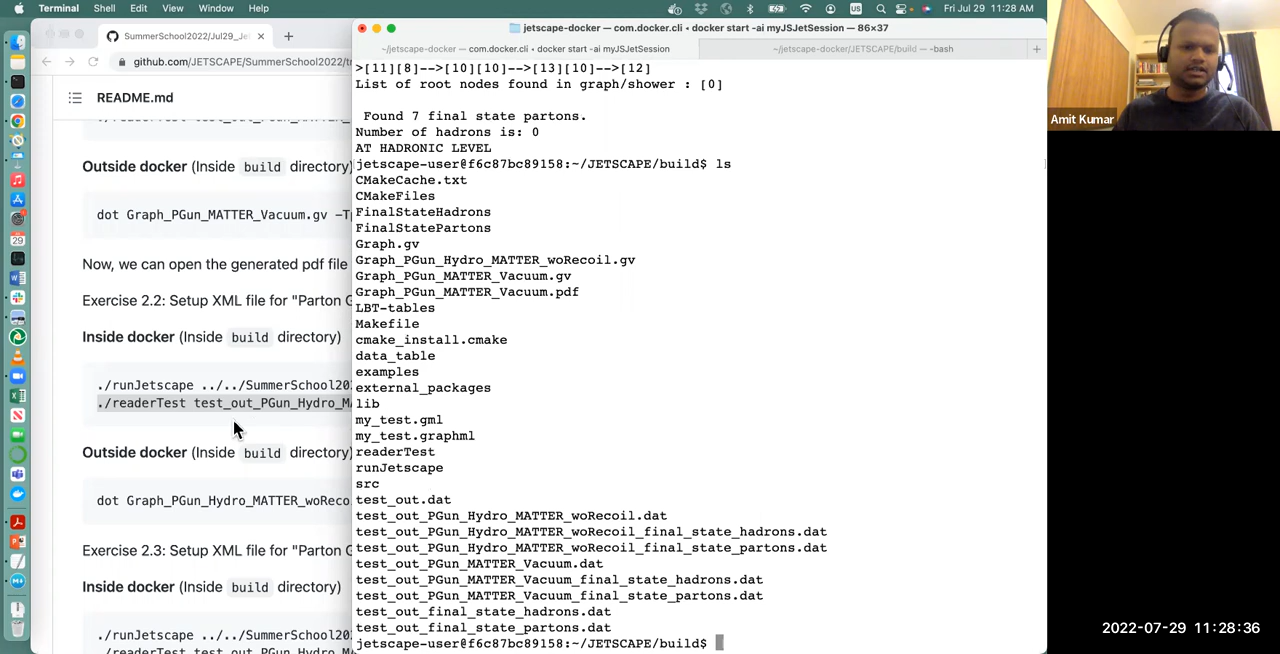 Terminal Shell Edit View Window Help
Fri Jul 29 11:28 AM
SummerSchool2022/Jul29_Je
github.com/JETSCAPE/SummerSchool2022/t
README.md
Outside docker (Inside build directory)
dot Graph_PGun_MATTER_Vacuum.gv -Tp
Now, we can open the generated pdf file
Exercise 2.2: Setup XML file for "Parton G
Inside docker (Inside build directory)
./runJetscape ../../SummerSchool202
./readerTest test_out_PGun_Hydro_MA
Outside docker (Inside build directory)
dot Graph_PGun_Hydro_MATTER_woReco
Exercise 2.3: Setup XML file for "Parton G
Inside docker (Inside build directory)
./runJetscape ../../SummerSchool202
./readerTest test_out_PGun_Hydro_MA
jetscape-docker — com.docker.cli • docker start -ai myJSJetSession — 86×37
~/jetscape-docker — com.docker.cli • docker start -ai myJSJetSession
~/jetscape-docker/JETSCAPE/build — -bash
>[11][8]-->[10][10]-->[13][10]-->[12]
List of root nodes found in graph/shower : [0]
Found 7 final state partons.
Number of hadrons is: 0
AT HADRONIC LEVEL
jetscape-user@f6c87bc89158:~/JETSCAPE/build$ ls
CMakeCache.txt
CMakeFiles
FinalStateHadrons
FinalStatePartons
Graph.gv
Graph_PGun_Hydro_MATTER_woRecoil.gv
Graph_PGun_MATTER_Vacuum.gv
Graph_PGun_MATTER_Vacuum.pdf
LBT-tables
Makefile
cmake_install.cmake
data_table
examples
external_packages
lib
my_test.gml
my_test.graphml
readerTest
runJetscape
src
test_out.dat
test_out_PGun_Hydro_MATTER_woRecoil.dat
test_out_PGun_Hydro_MATTER_woRecoil_final_state_hadrons.dat
test_out_PGun_Hydro_MATTER_woRecoil_final_state_partons.dat
test_out_PGun_MATTER_Vacuum.dat
test_out_PGun_MATTER_Vacuum_final_state_hadrons.dat
test_out_PGun_MATTER_Vacuum_final_state_partons.dat
test_out_final_state_hadrons.dat
test_out_final_state_partons.dat
jetscape-user@f6c87bc89158:~/JETSCAPE/build$
Amit Kumar
2022-07-29 11:28:36